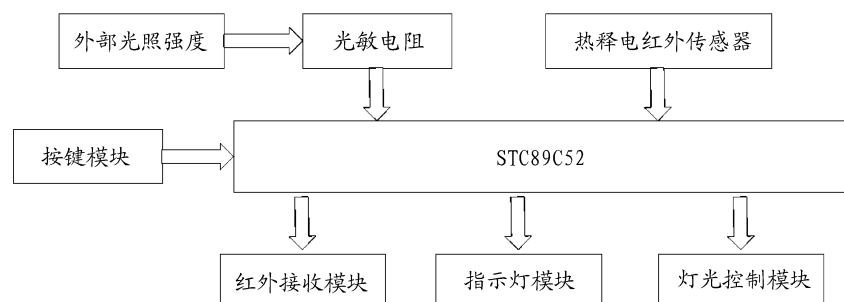 外部光照强度
光敏电阻
热释电红外传感器
按键模块
STC89C52
红外接收模块
指示灯模块
灯光控制模块